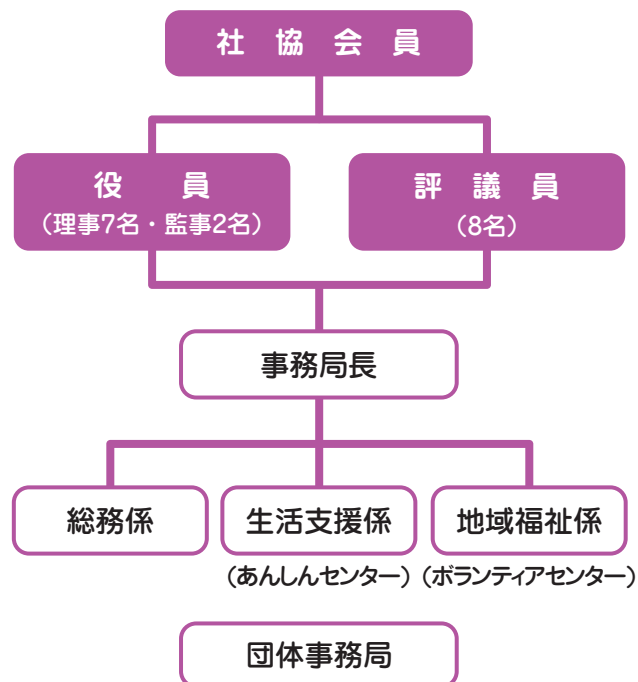 社協会員
役員
（理事7名・監事2名）
評議員
（8名）
事務局長
総務係
生活支援係
地域福祉係
（あんしんセンター）
（ボランティアセンター）
団体事務局